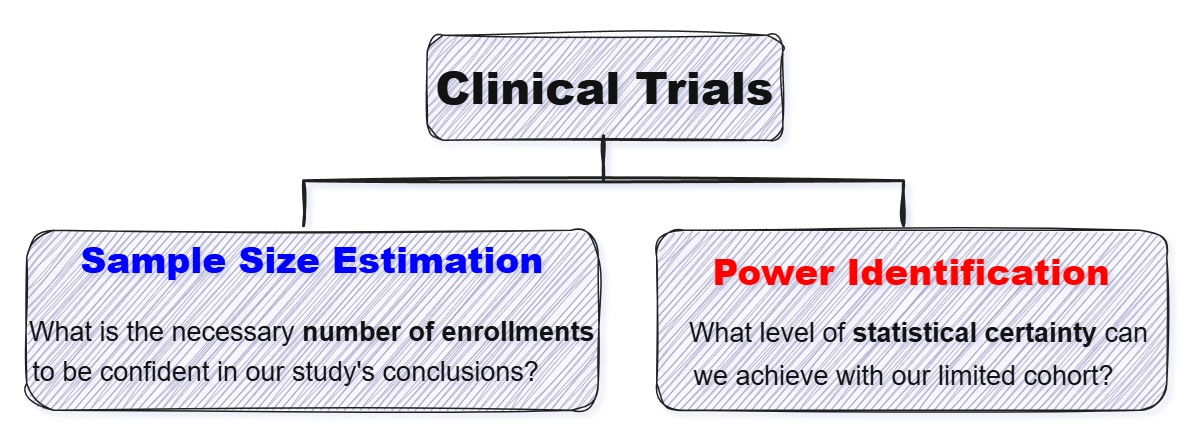 Clinical Trials
Sample Size Estimation
What is the necessary number of enrollments
to be confident in our study's conclusions?
Power Identification
What level of statistical certainty can
we achieve with our limited cohort?